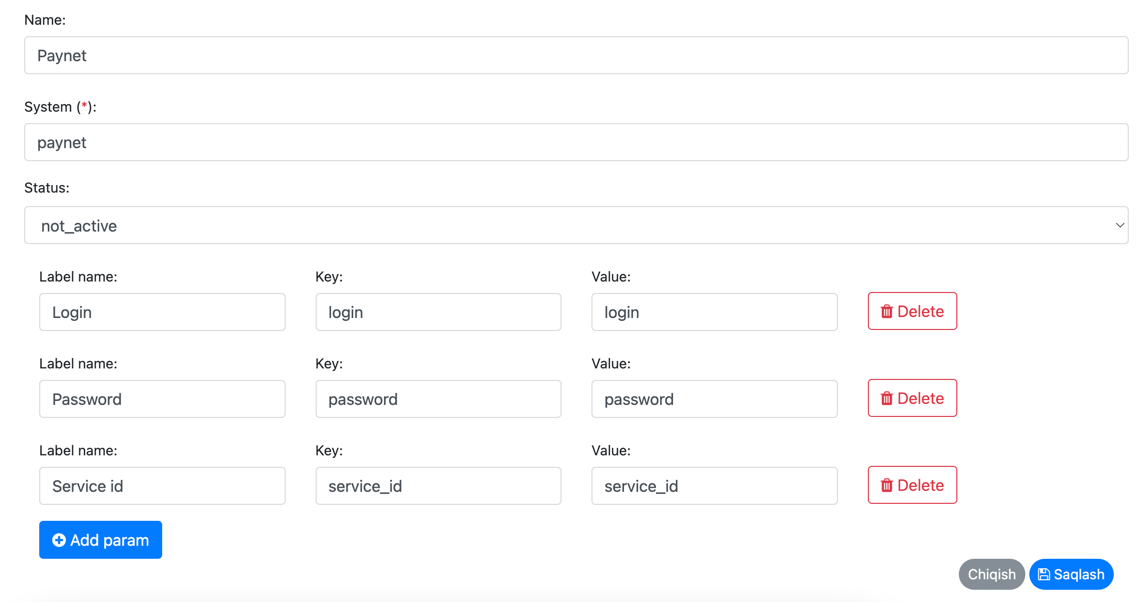 Name:
Paynet
System (*):
paynet
Status:
not_active
Label name: Key: Value:
Login login login Delete
Label name: Key: Value:
Password password password Delete
Label name: Key: Value:
Service id service_id service_id Delete
Add param
Chiqish Saqlash